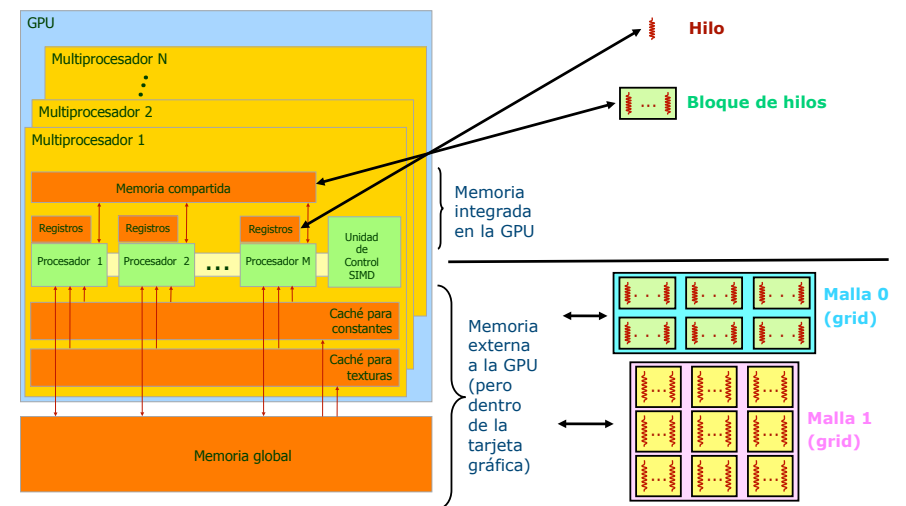 GPU
Multiprocesador N
Multiprocesador 2
Multiprocesador 1
Memoria compartida
Registros
Registros
Registros
Procesador 1
Procesador 2
...
Procesador M
Unidad
de
Control
SIMD
Caché para
constantes
Caché para
texturas
Memoria global
Hilo
...
Bloque de hilos
Memoria
integrada
en la GPU
Memoria
externa
a la GPU
(pero
dentro
de la
tarjeta
gráfica)
... ... ...
... ... ...
Malla 0
(grid)
... ... ...
... ... ...
... ... ...
Malla 1
(grid)